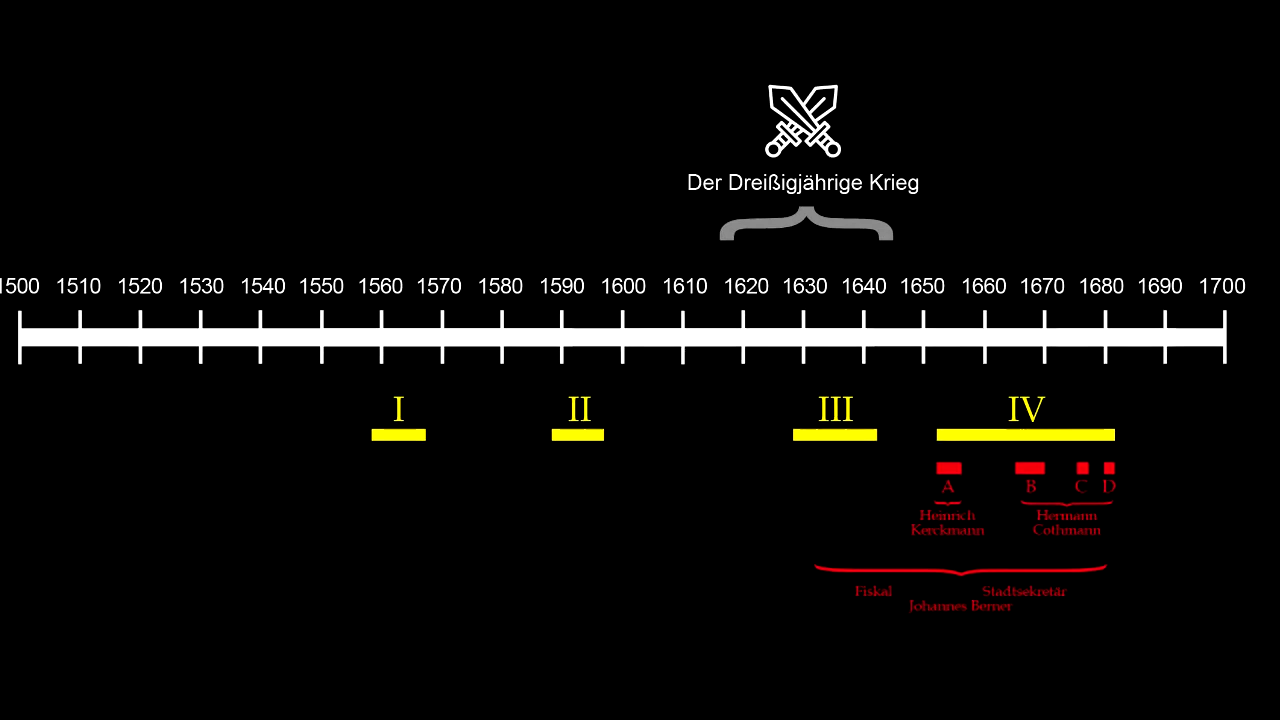 Der Dreißigjährige Krieg
1500 1510 1520 1530 1540 1550 1560 1570 1580 1590 1600 1610 1620 1630 1640 1650 1660 1670 1680 1690 1700
I II III IV
A B C D
Heinrich Hermann
Kerckmann Cothmann
Fiskal Stadtsekretär
Johannes Berner